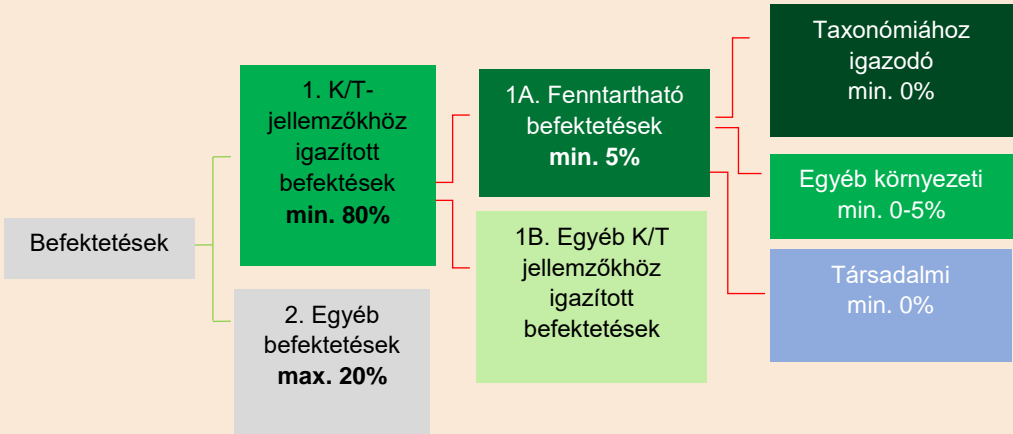 Befektetések
1. K/T-
jellemzőkhöz
igazított
befektések
min. 80%
2. Egyéb
befektetések
max. 20%
1A. Fenntartható
befektetések
min. 5%
1B. Egyéb K/T
jellemzőkhöz
igazított
befektetések
Taxonómiához
igazodó
min. 0%
Egyéb környezeti
min. 0-5%
Társadalmi
min. 0%